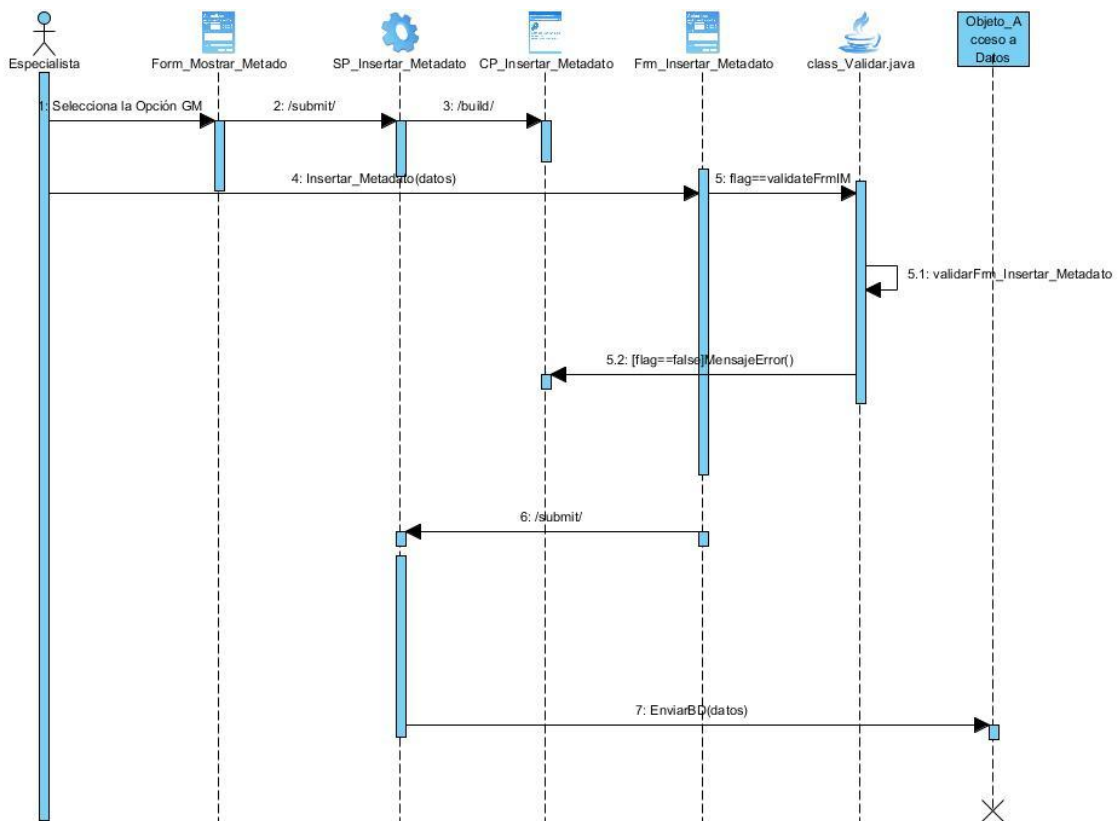 Objeto_A
cceso a
Datos
Especialista
Form_Mostrar_Metado
SP_Insertar_Metadato
CP_Insertar_Metadato
Frm_Insertar_Metadato
class_Validar.java
1: Selecciona la Opción GM
2: /submit/
3: /build/
4: Insertar_Metadato(datos)
5: flag==validateFrmIM
5.1: validarFrm_Insertar_Metadato
5.2: [flag==false]MensajeError()
6: /submit/
7: EnviarBD(datos)